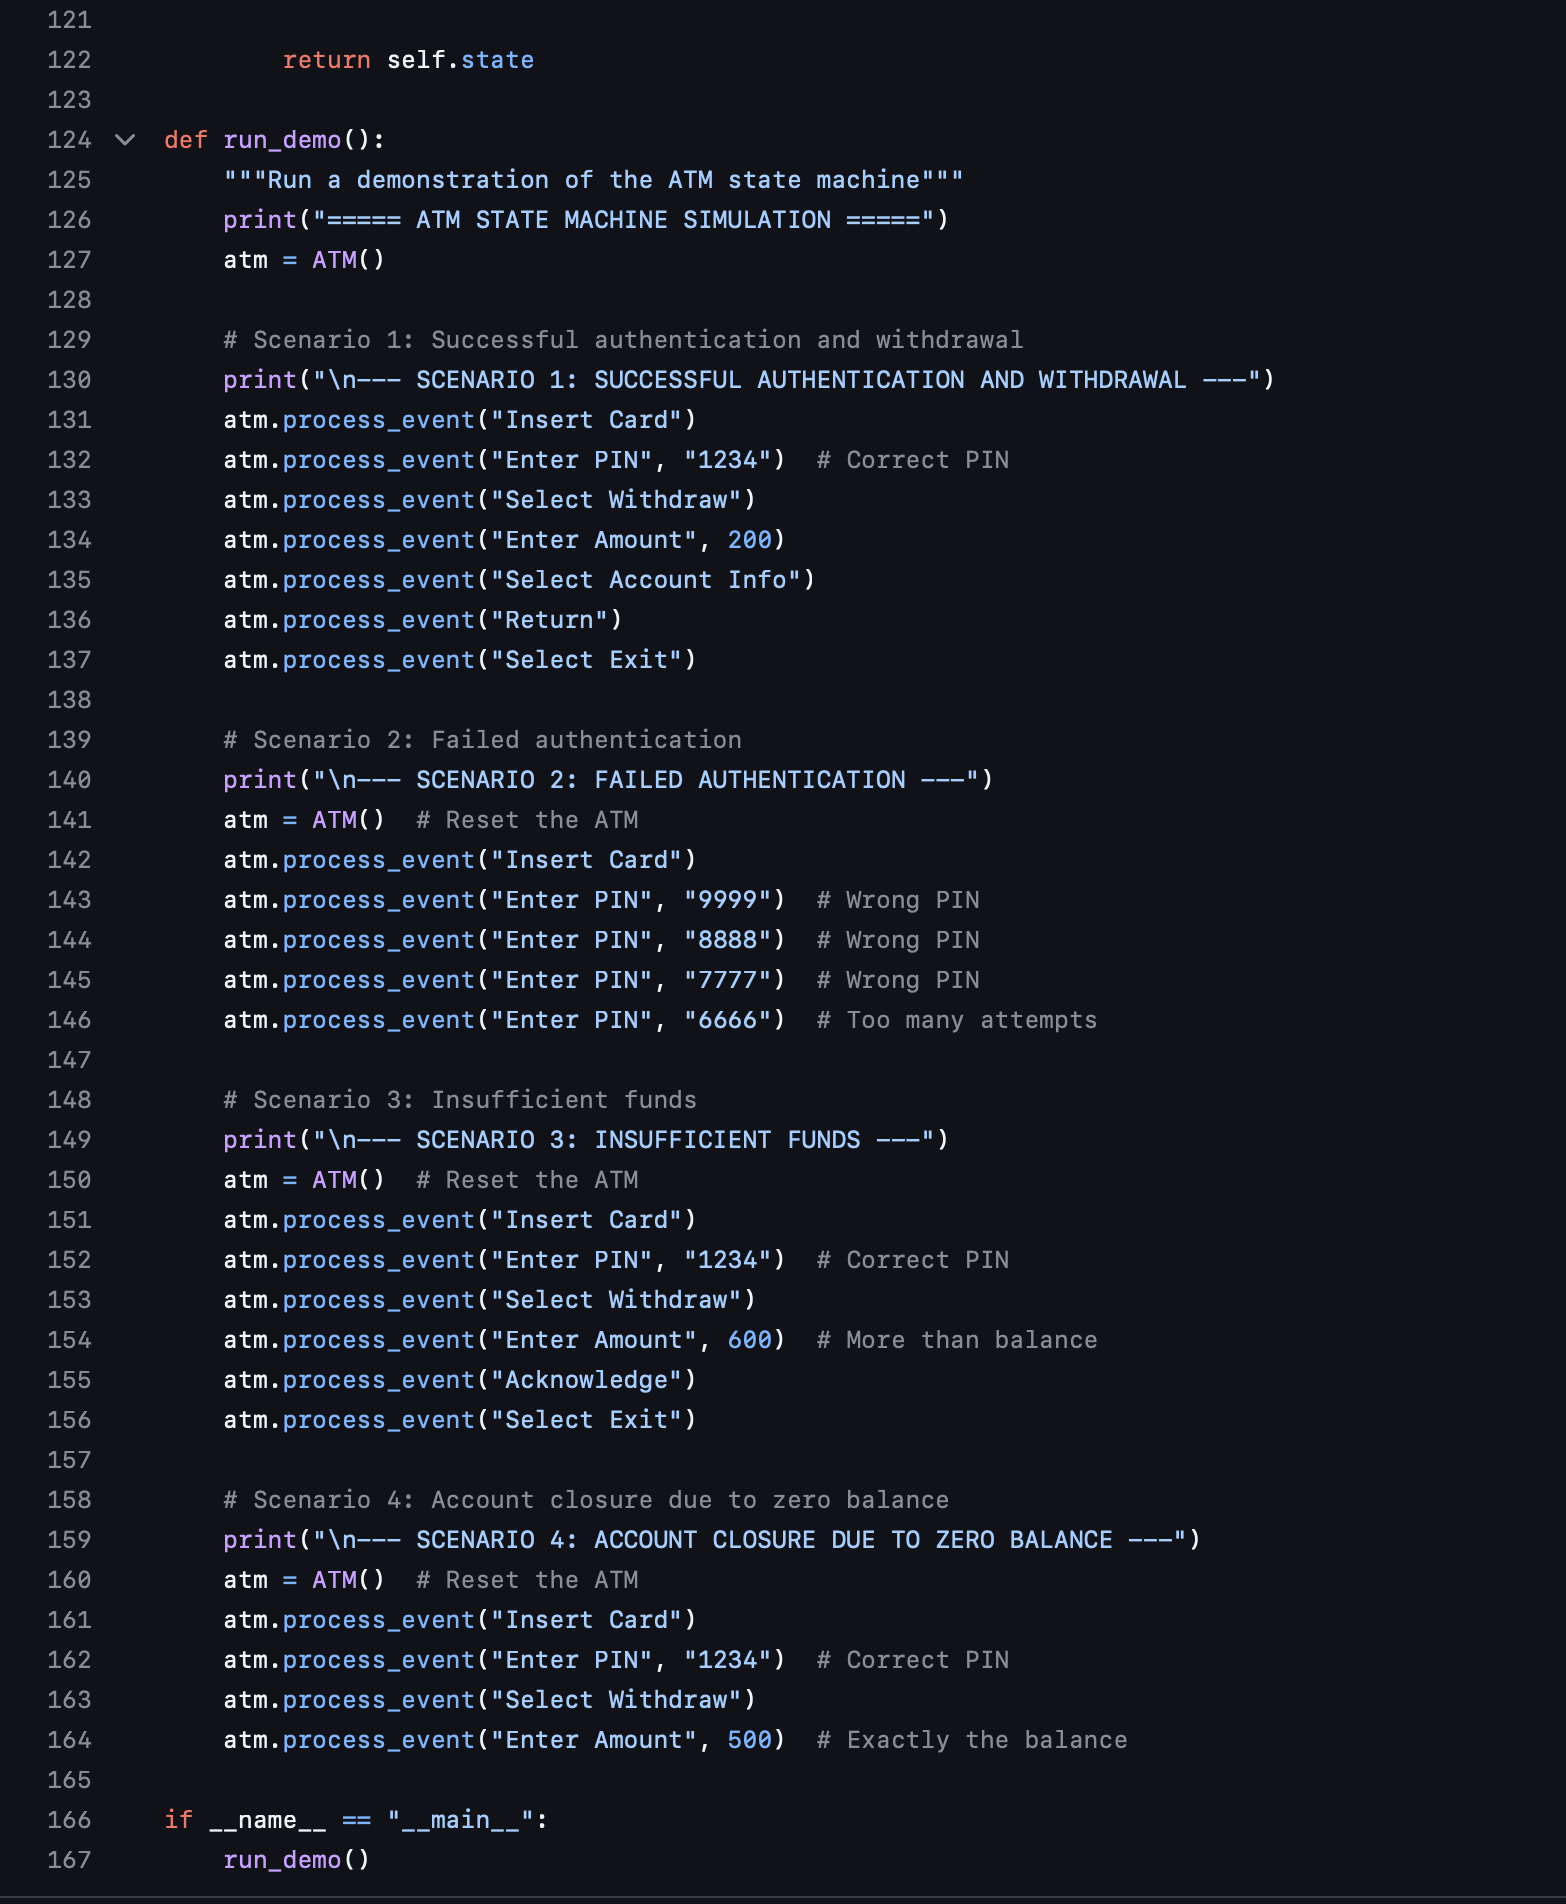 121
122 return self.state
123
124 def run_demo():
125 """Run a demonstration of the ATM state machine"""
126 print("===== ATM STATE MACHINE SIMULATION =====")
127 atm = ATM()
128
129 # Scenario 1: Successful authentication and withdrawal
130 print("\n--- SCENARIO 1: SUCCESSFUL AUTHENTICATION AND WITHDRAWAL ---")
131 atm.process_event("Insert Card")
132 atm.process_event("Enter PIN", "1234")  # Correct PIN
133 atm.process_event("Select Withdraw")
134 atm.process_event("Enter Amount", 200)
135 atm.process_event("Select Account Info")
136 atm.process_event("Return")
137 atm.process_event("Select Exit")
138
139 # Scenario 2: Failed authentication
140 print("\n--- SCENARIO 2: FAILED AUTHENTICATION ---")
141 atm = ATM()  # Reset the ATM
142 atm.process_event("Insert Card")
143 atm.process_event("Enter PIN", "9999")  # Wrong PIN
144 atm.process_event("Enter PIN", "8888")  # Wrong PIN
145 atm.process_event("Enter PIN", "7777")  # Wrong PIN
146 atm.process_event("Enter PIN", "6666")  # Too many attempts
147
148 # Scenario 3: Insufficient funds
149 print("\n--- SCENARIO 3: INSUFFICIENT FUNDS ---")
150 atm = ATM()  # Reset the ATM
151 atm.process_event("Insert Card")
152 atm.process_event("Enter PIN", "1234")  # Correct PIN
153 atm.process_event("Select Withdraw")
154 atm.process_event("Enter Amount", 600)  # More than balance
155 atm.process_event("Acknowledge")
156 atm.process_event("Select Exit")
157
158 # Scenario 4: Account closure due to zero balance
159 print("\n--- SCENARIO 4: ACCOUNT CLOSURE DUE TO ZERO BALANCE ---")
160 atm = ATM()  # Reset the ATM
161 atm.process_event("Insert Card")
162 atm.process_event("Enter PIN", "1234")  # Correct PIN
163 atm.process_event("Select Withdraw")
164 atm.process_event("Enter Amount", 500)  # Exactly the balance
165
166 if __name__ == "__main__":
167 run_demo()